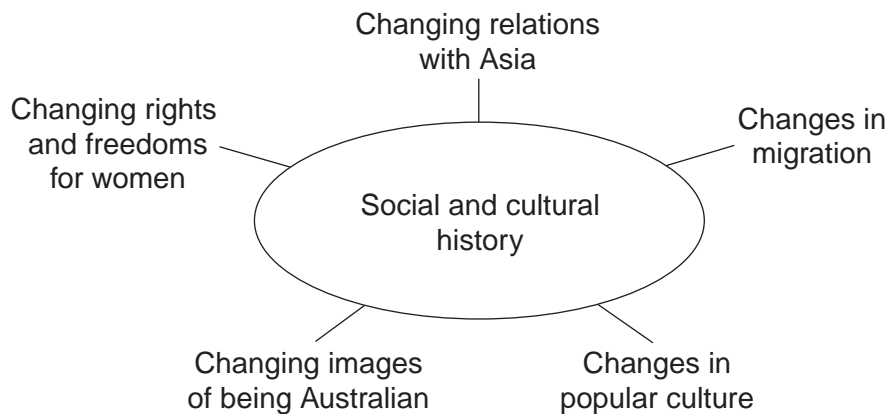 Changing relations
with Asia
Changing rights
and freedoms
for women
Changes in
migration
Social and cultural
history
Changing images
of being Australian
Changes in
popular culture